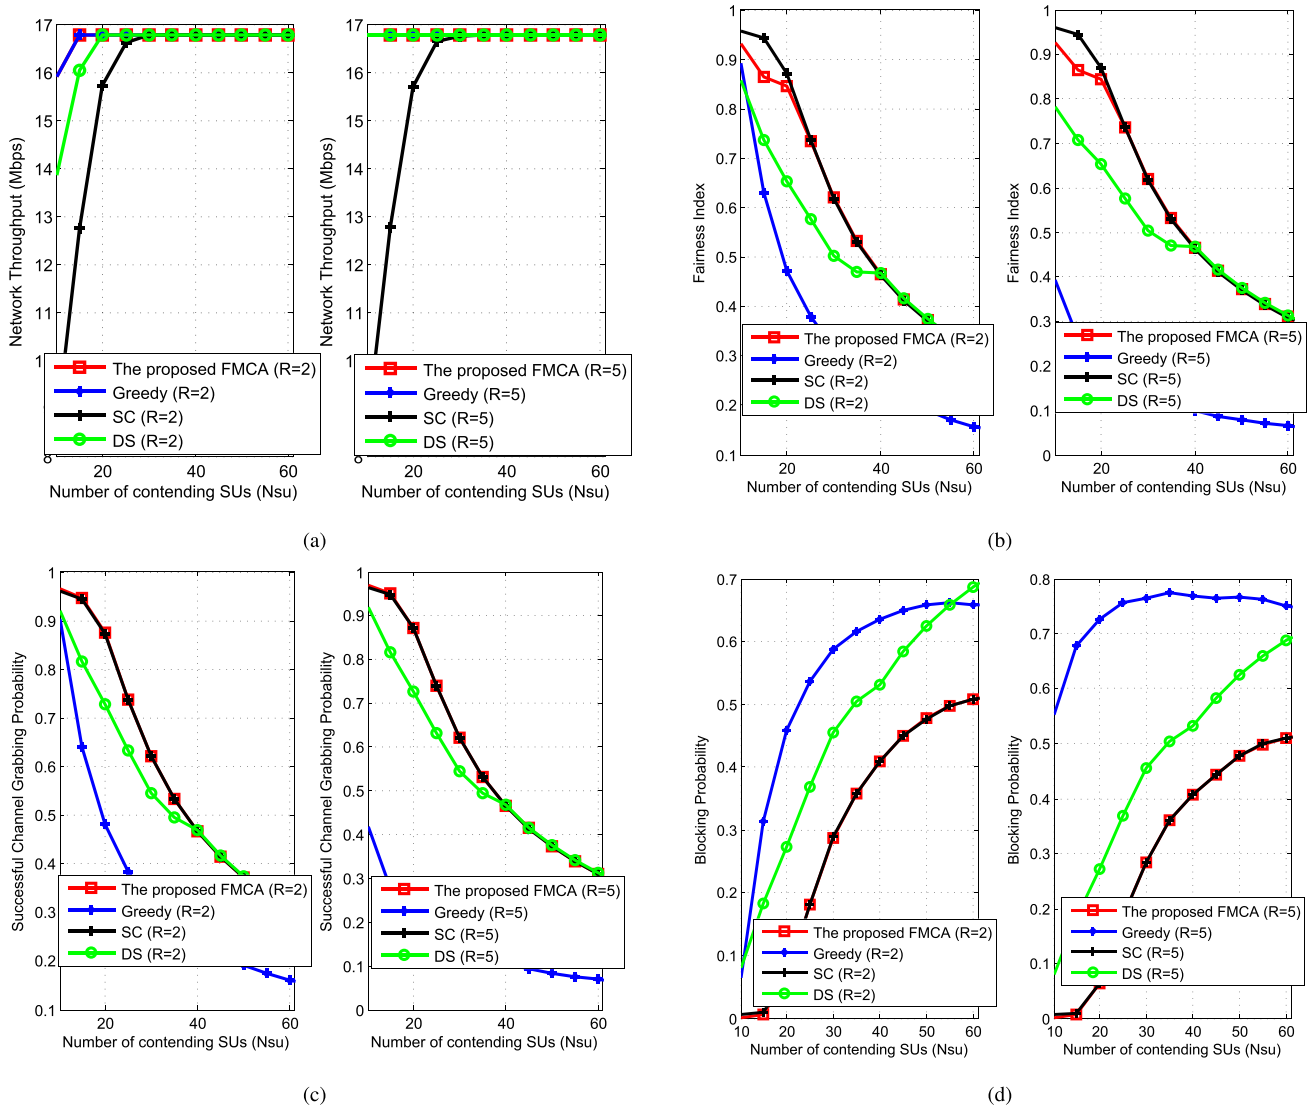 17
16
15
14
13
12
11
1
8
20
40
60
Network Throughput (Mbps)
Number of contending SUs (Nsu)
The proposed FMCA (R=2)
Greedy (R=2)
SC (R=2)
DS (R=2)
17
16
15
14
13
12
11
1
8
20
40
60
Network Throughput (Mbps)
Number of contending SUs (Nsu)
The proposed FMCA (R=5)
Greedy (R=5)
SC (R=5)
DS (R=5)
(a)
1
0.9
0.8
0.7
0.6
0.5
0.4
0.3
0.2
0.1
20
40
60
Fairness Index
Number of contending SUs (Nsu)
The proposed FMCA (R=2)
Greedy (R=2)
SC (R=2)
DS (R=2)
1
0.9
0.8
0.7
0.6
0.5
0.4
0.3
0.2
0.1
0
20
40
60
Fairness Index
Number of contending SUs (Nsu)
The proposed FMCA (R=5)
Greedy (R=5)
SC (R=5)
DS (R=5)
(b)
1
0.9
0.8
0.7
0.6
0.5
0.4
0.3
0.2
0.1
20
40
60
Successful Channel Grabbing Probability
Number of contending SUs (Nsu)
The proposed FMCA (R=2)
Greedy (R=2)
SC (R=2)
DS (R=2)
1
0.9
0.8
0.7
0.6
0.5
0.4
0.3
0.2
0.1
0
20
40
60
Successful Channel Grabbing Probability
Number of contending SUs (Nsu)
The proposed FMCA (R=5)
Greedy (R=5)
SC (R=5)
DS (R=5)
(c)
0.7
0.6
0.5
0.4
0.3
0.2
0.1
0
10
20
30
40
50
60
Blocking Probability
Number of contending SUs (Nsu)
The proposed FMCA (R=2)
Greedy (R=2)
SC (R=2)
DS (R=2)
0.8
0.7
0.6
0.5
0.4
0.3
0.2
0.1
0
10
20
30
40
50
60
Blocking Probability
Number of contending SUs (Nsu)
The proposed FMCA (R=5)
Greedy (R=5)
SC (R=5)
DS (R=5)
(d)